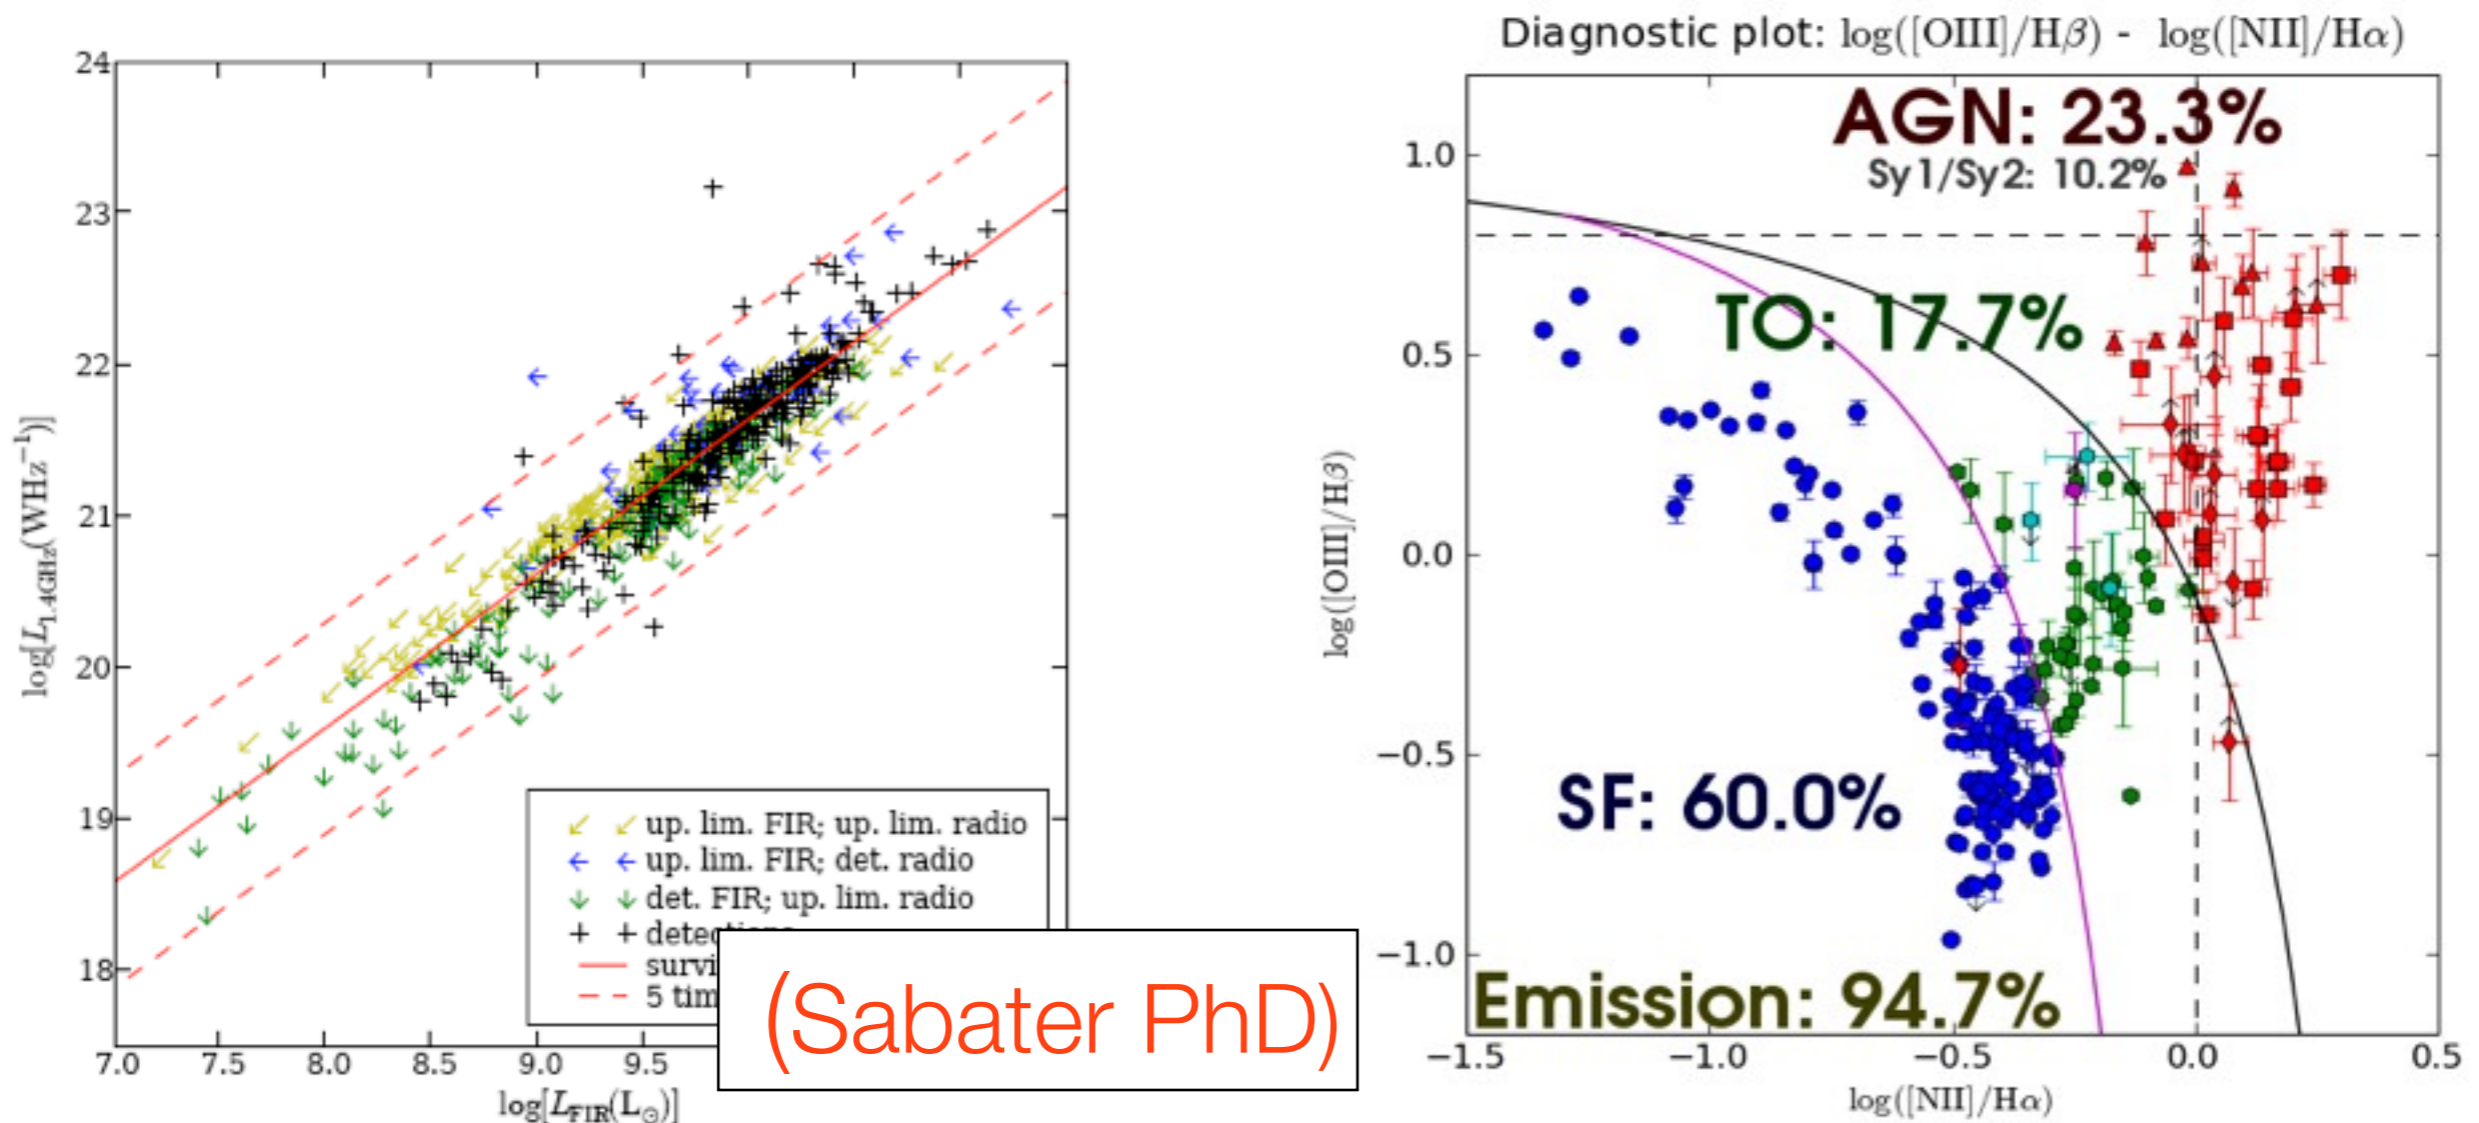 24
23
22
21
20
19
18
7.0 7.5 8.0 8.5 9.0 9.5
log[L_1.4GHz(WHz⁻¹)]
log[L_FIR(L_⊙)]
up. lim. FIR; up. lim. radio
up. lim. FIR; det. radio
det. FIR; up. lim. radio
(Sabater PhD)
Diagnostic plot: log([OIII]/Hβ) - log([NII]/Hα)
AGN: 23.3%
Sy1/Sy2: 10.2%
TO: 17.7%
SF: 60.0%
Emission: 94.7%
1.0
0.5
0.0
−0.5
−1.0
−1.5 −1.0 −0.5 0.0 0.5
log([OIII]/Hβ)
log([NII]/Hα)